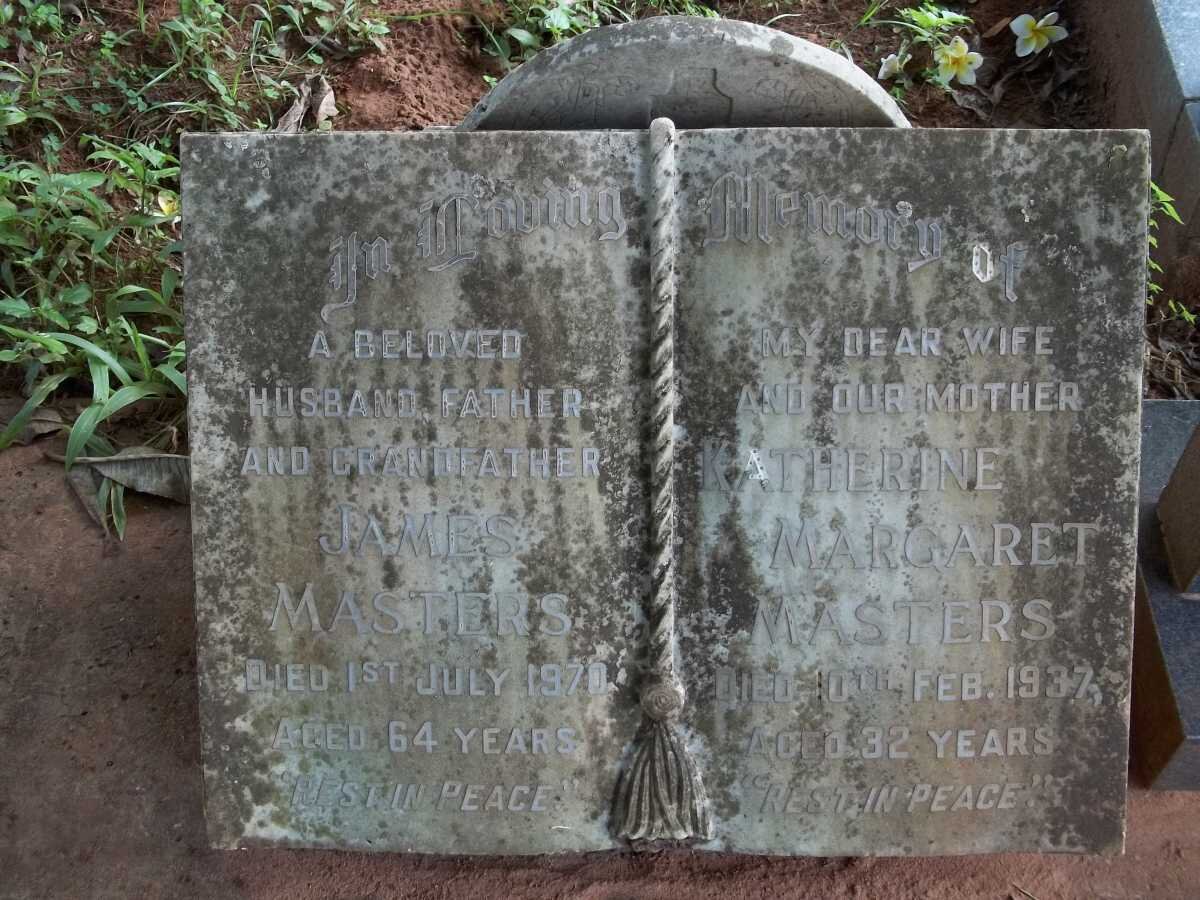 In Loving Memory of
A BELOVED
HUSBAND FATHER
AND GRANDFATHER
JAMES
MASTERS
DIED 1ST JULY 1970
AGED 64 YEARS
"REST IN PEACE"
MY DEAR WIFE
AND OUR MOTHER
KATHERINE
MARGARET
MASTERS
DIED 10TH FEB. 1937,
AGED 32 YEARS
"REST IN PEACE"